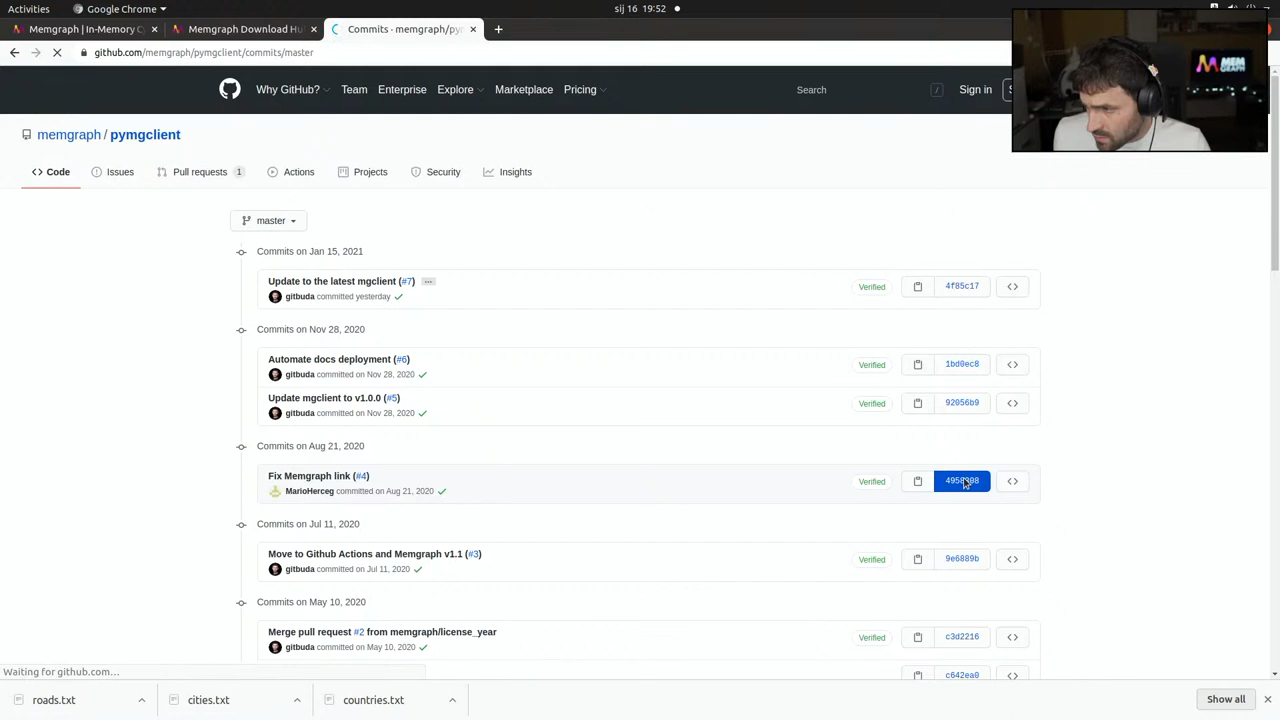 Activities
Google Chrome
sij 16 19:52
Memgraph | In-Memory
Memgraph Download Hu
Commits · memgraph/py
github.com/memgraph/pymgclient/commits/master
Why GitHub?
Team
Enterprise
Explore
Marketplace
Pricing
Search
/
Sign in
memgraph / pymgclient
Code
Issues
Pull requests 1
Actions
Projects
Security
Insights
master
Commits on Jan 15, 2021
Update to the latest mgclient (#7)
Verified
4f85c17
gitbuda committed yesterday
Commits on Nov 28, 2020
Automate docs deployment (#6)
Verified
1bd0ec8
gitbuda committed on Nov 28, 2020
Update mgclient to v1.0.0 (#5)
Verified
92056b9
gitbuda committed on Nov 28, 2020
Commits on Aug 21, 2020
Fix Memgraph link (#4)
Verified
MarioHerceg committed on Aug 21, 2020
Commits on Jul 11, 2020
Move to Github Actions and Memgraph v1.1 (#3)
Verified
9e6889b
gitbuda committed on Jul 11, 2020
Commits on May 10, 2020
Merge pull request #2 from memgraph/license_year
Verified
c3d2216
gitbuda committed on May 10, 2020
c642ea0
Waiting for github.com…
roads.txt
cities.txt
countries.txt
Show all
MEM
GRAPH